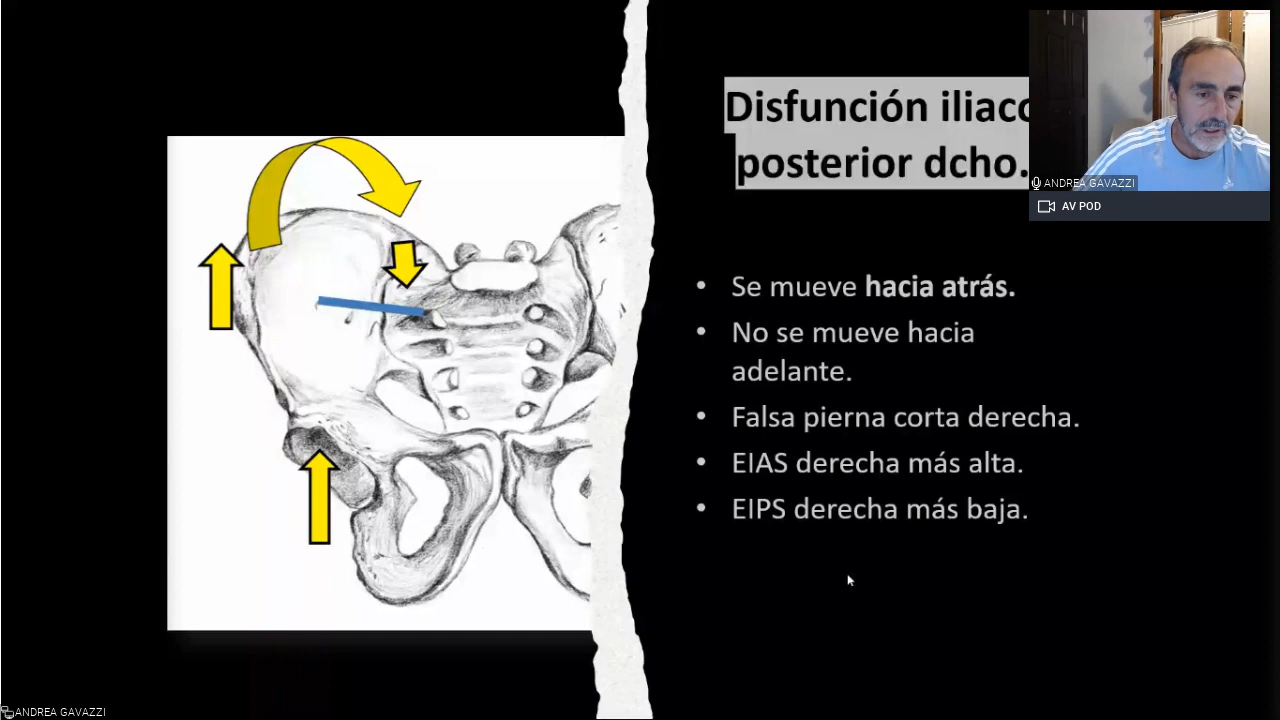 Disfunción iliaco
posterior dcho.
ANDREA GAVAZZI
AV POD
• Se mueve hacia atrás.
• No se mueve hacia
adelante.
• Falsa pierna corta derecha.
• EIAS derecha más alta.
• EIPS derecha más baja.
ANDREA GAVAZZI